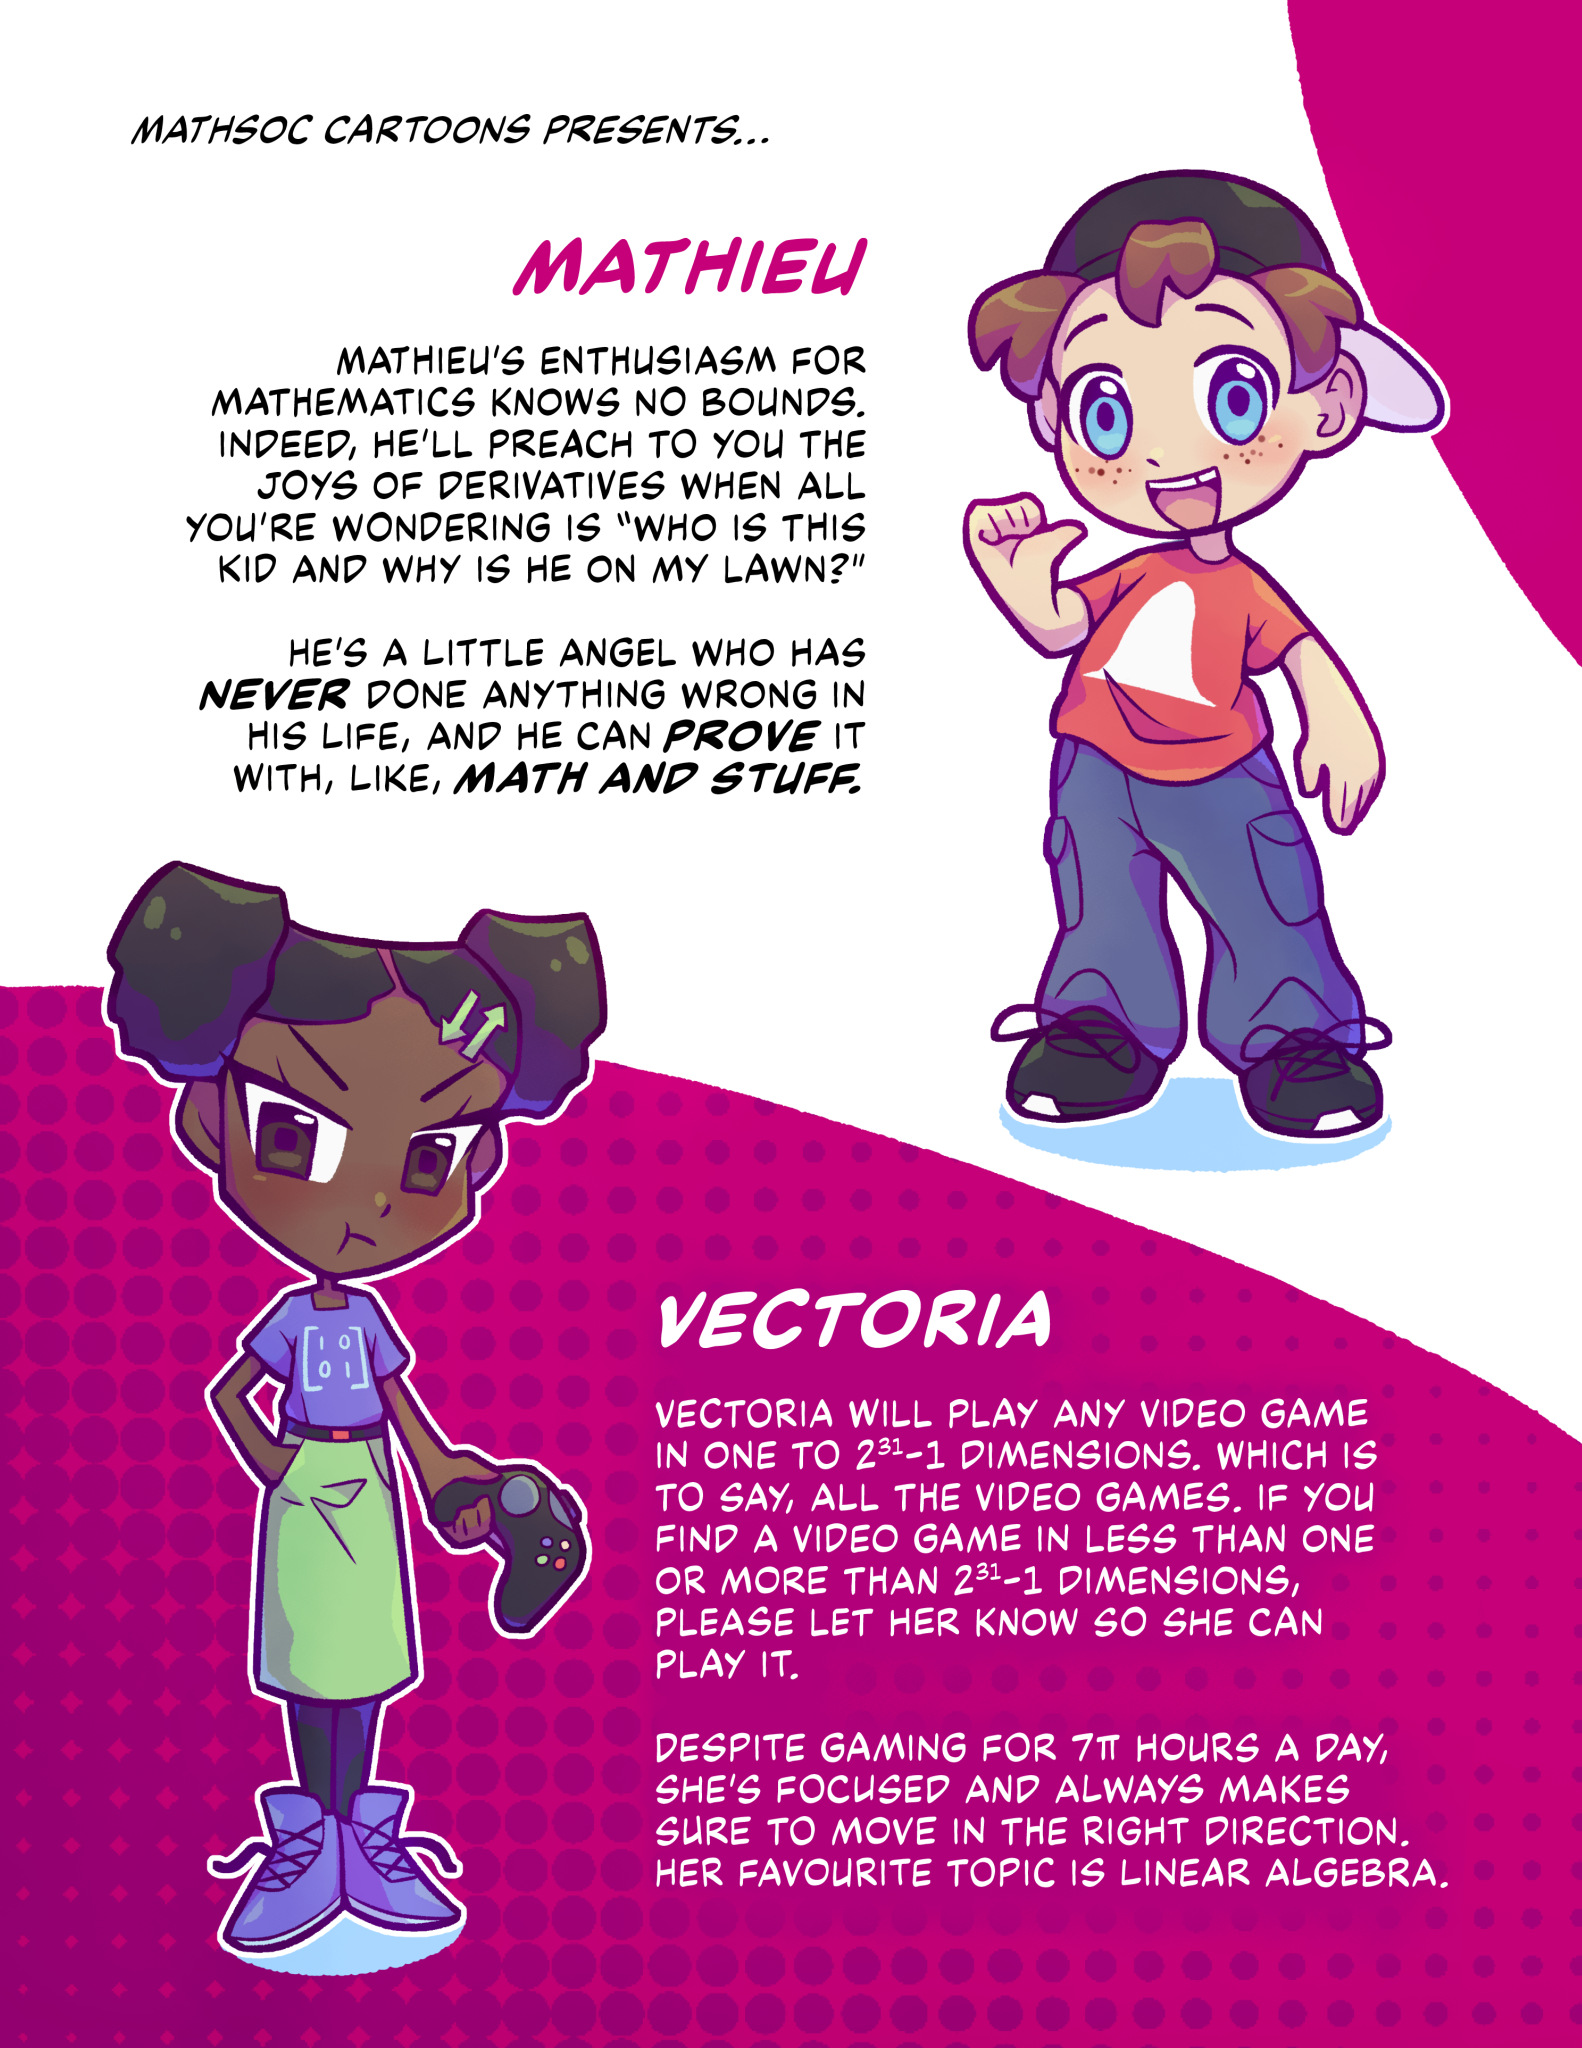 MATHSOC CARTOONS PRESENTS...
MATHIEU
MATHIEU'S ENTHUSIASM FOR
MATHEMATICS KNOWS NO BOUNDS.
INDEED, HE'LL PREACH TO YOU THE
JOYS OF DERIVATIVES WHEN ALL
YOU'RE WONDERING IS "WHO IS THIS
KID AND WHY IS HE ON MY LAWN?"
HE'S A LITTLE ANGEL WHO HAS
NEVER DONE ANYTHING WRONG IN
HIS LIFE, AND HE CAN PROVE IT
WITH, LIKE, MATH AND STUFF.
1 0
0 1
VECTORIA
VECTORIA WILL PLAY ANY VIDEO GAME
IN ONE TO 2³¹-1 DIMENSIONS. WHICH IS
TO SAY, ALL THE VIDEO GAMES. IF YOU
FIND A VIDEO GAME IN LESS THAN ONE
OR MORE THAN 2³¹-1 DIMENSIONS,
PLEASE LET HER KNOW SO SHE CAN
PLAY IT.
DESPITE GAMING FOR 7π HOURS A DAY,
SHE'S FOCUSED AND ALWAYS MAKES
SURE TO MOVE IN THE RIGHT DIRECTION.
HER FAVOURITE TOPIC IS LINEAR ALGEBRA.